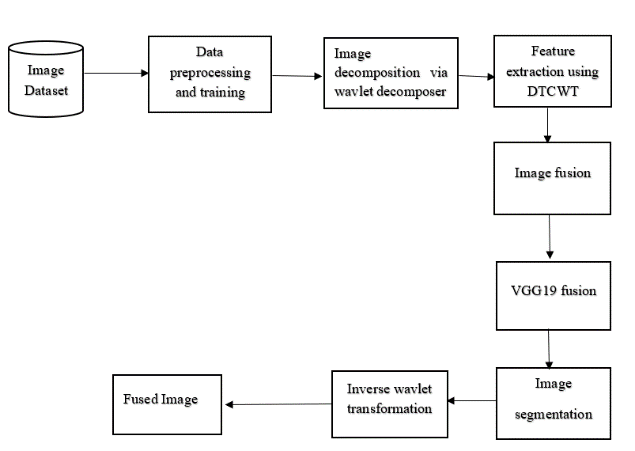 Image
Dataset
Data
preprocessing
and training
Image
decomposition via
wavlet decomposer
Feature
extraction using
DTCWT
Image fusion
VGG19 fusion
Image
segmentation
Inverse wavlet
transformation
Fused Image